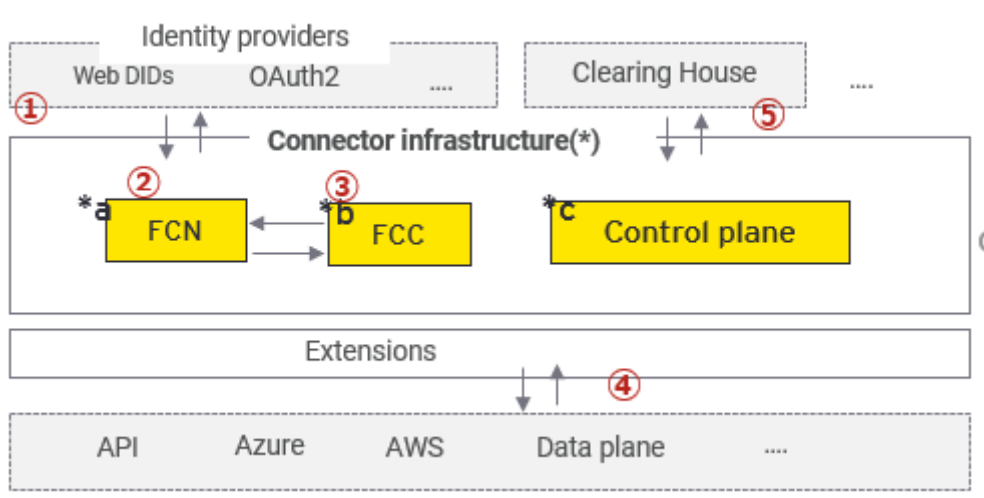 Identity providers
Web DIDs OAuth2 ....
Clearing House ....
① ⑤
Connector infrastructure(*)
② ③
*a *b *c
FCN FCC Control plane
Extensions
④
API Azure AWS Data plane ....